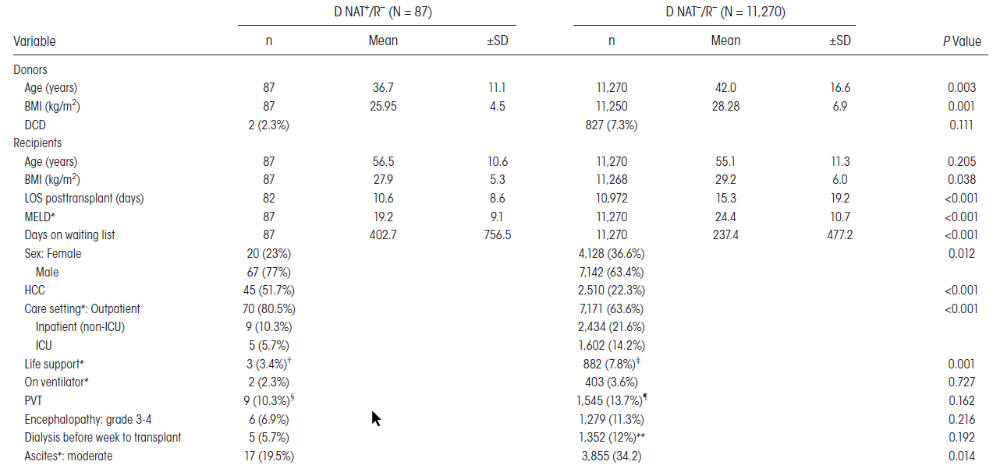 D NAT⁺/R⁻ (N = 87) D NAT⁻/R⁻ (N = 11,270)
Variable n Mean ±SD n Mean ±SD P Value
Donors
Age (years) 87 36.7 11.1 11,270 42.0 16.6 0.003
BMI (kg/m²) 87 25.95 4.5 11,250 28.28 6.9 0.001
DCD 2 (2.3%) 827 (7.3%) 0.111
Recipients
Age (years) 87 56.5 10.6 11,270 55.1 11.3 0.205
BMI (kg/m²) 87 27.9 5.3 11,268 29.2 6.0 0.038
LOS posttransplant (days) 82 10.6 8.6 10,972 15.3 19.2 <0.001
MELD* 87 19.2 9.1 11,270 24.4 10.7 <0.001
Days on waiting list 87 402.7 756.5 11,270 237.4 477.2 <0.001
Sex: Female 20 (23%) 4,128 (36.6%) 0.012
Male 67 (77%) 7,142 (63.4%)
HCC 45 (51.7%) 2,510 (22.3%) <0.001
Care setting*: Outpatient 70 (80.5%) 7,171 (63.6%) <0.001
Inpatient (non-ICU) 9 (10.3%) 2,434 (21.6%)
ICU 5 (5.7%) 1,602 (14.2%)
Life support* 3 (3.4%)† 882 (7.8%)‡ 0.001
On ventilator* 2 (2.3%) 403 (3.6%) 0.727
PVT 9 (10.3%)§ 1,545 (13.7%)¶ 0.162
Encephalopathy: grade 3-4 6 (6.9%) 1,279 (11.3%) 0.216
Dialysis before week to transplant 5 (5.7%) 1,352 (12%)** 0.192
Ascites*: moderate 17 (19.5%) 3,855 (34.2) 0.014